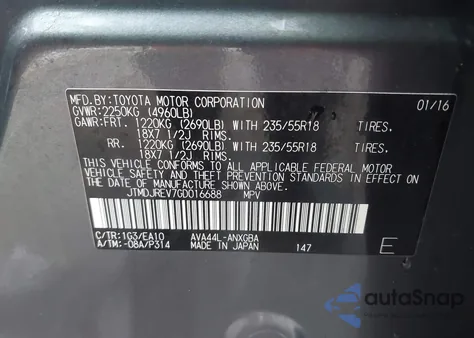 MFD.BY:TOYOTA MOTOR CORPORATION 01/16
GVWR:2250KG (4960LB)
GAWR:FRT. 1220KG (2690LB) WITH 235/55R18 TIRES.
18X7 1/2J RIMS.
RR. 1220KG (2690LB) WITH 235/55R18 TIRES.
18X7 1/2J RIMS.
THIS VEHICLE CONFORMS TO ALL APPLICABLE FEDERAL MOTOR
VEHICLE SAFETY AND THEFT PREVENTION STANDARDS IN EFFECT ON
THE DATE OF MANUFACTURE SHOWN ABOVE.
JTMDJREV7GD016688 MPV
C/TR:1G3/EA10 AVA44L-ANXGBA
A/TM:-08A/P314 MADE IN JAPAN 147 E
autoSnap